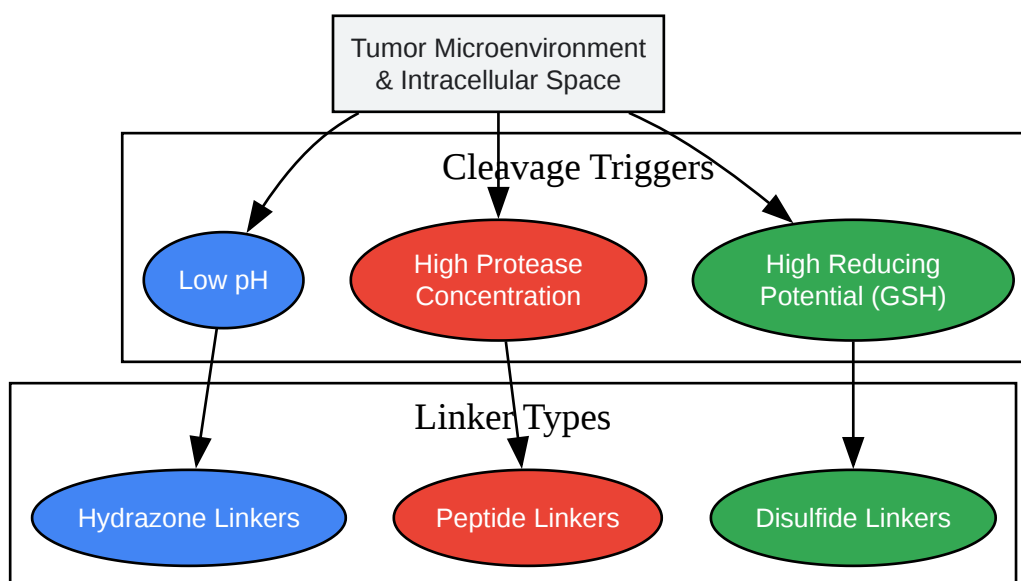 Tumor Microenvironment
& Intracellular Space
Cleavage Triggers
Low pH
High Protease
Concentration
High Reducing
Potential (GSH)
Linker Types
Hydrazone Linkers
Peptide Linkers
Disulfide Linkers